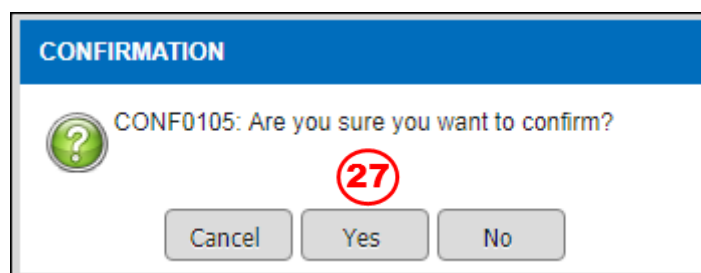 CONFIRMATION
CONF0105: Are you sure you want to confirm?
27
Cancel Yes No